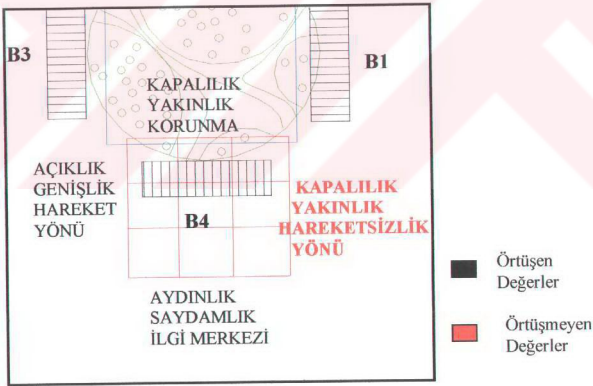 B3
B1
KAPALILIK
YAKINLIK
KORUNMA
AÇIKLIK
GENİŞLİK
HAREKET
YÖNÜ
B4
KAPALILIK
YAKINLIK
HAREKETSİZLİK
YÖNÜ
AYDINLIK
SAYDAMLIK
İLGİ MERKEZİ
Örtüşen
Değerler
Örtüşmeyen
Değerler